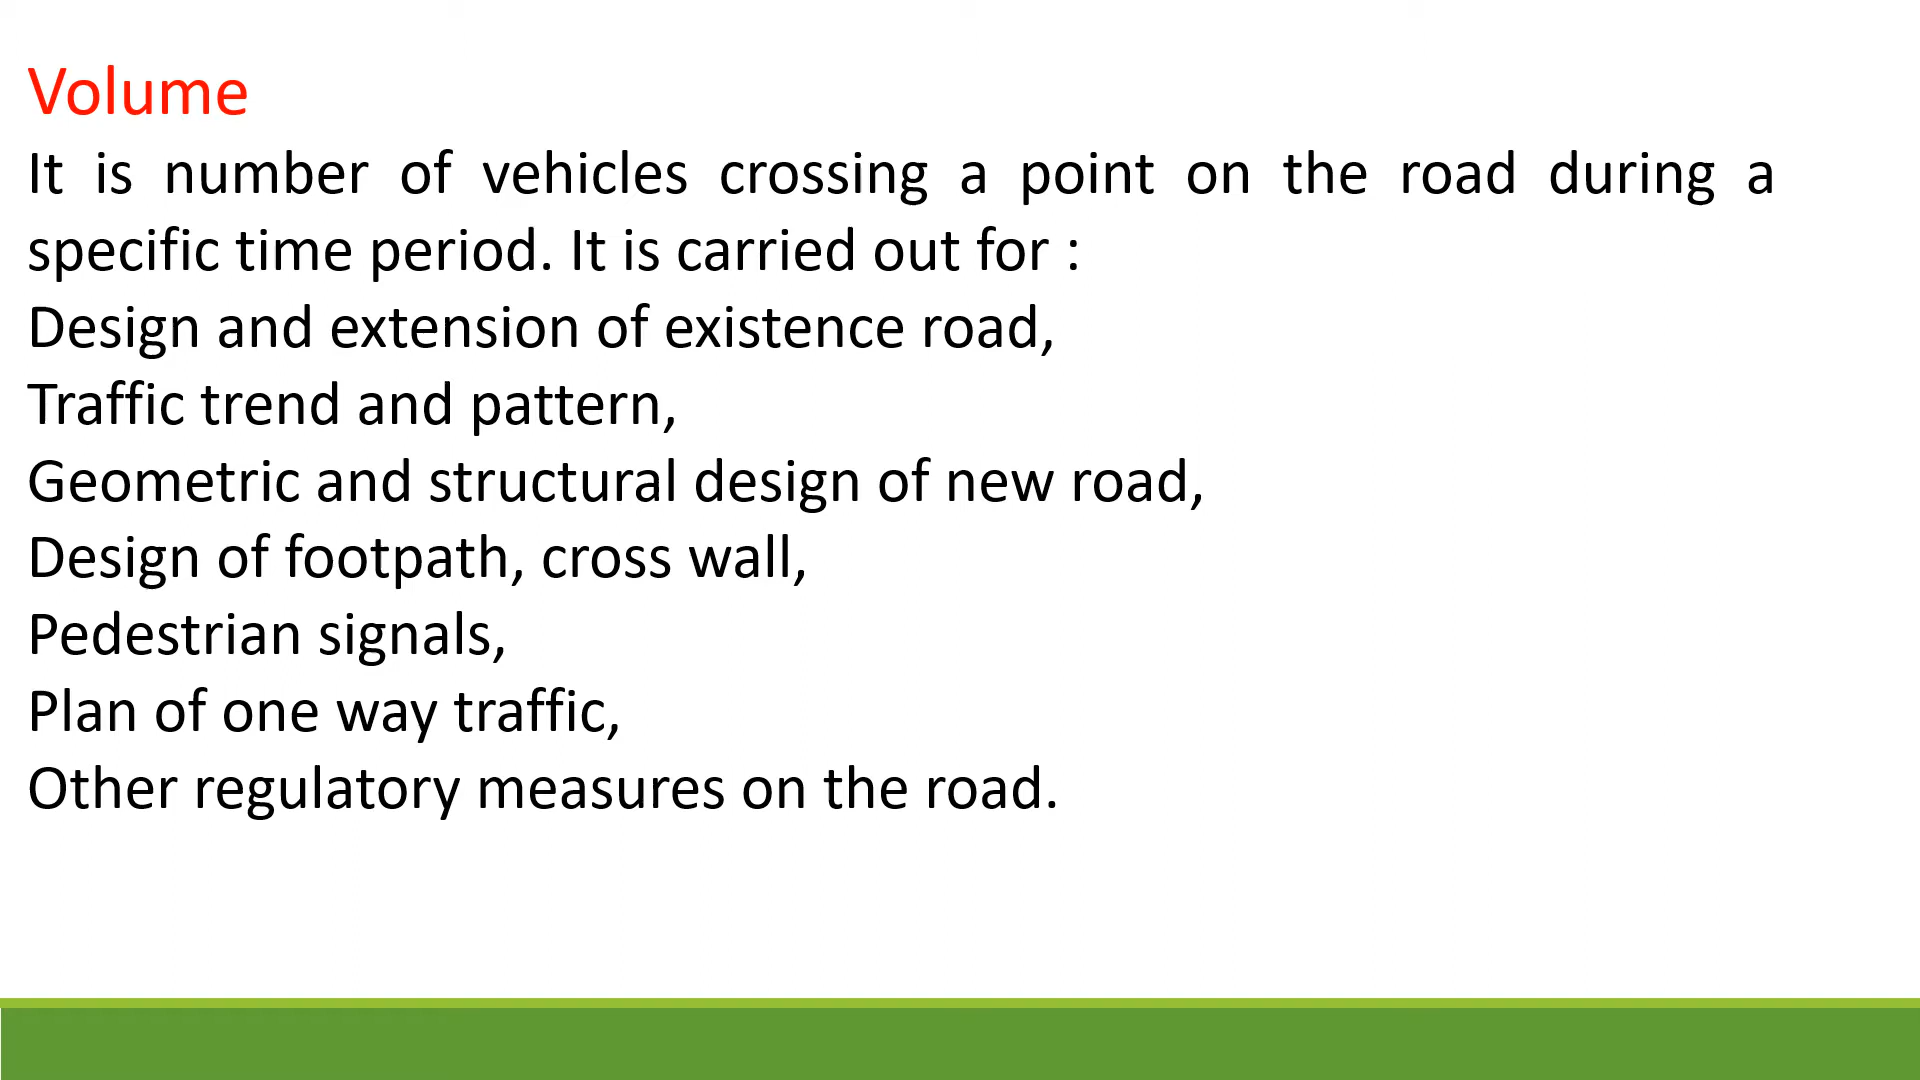 Volume
It is number of vehicles crossing a point on the road during a
specific time period. It is carried out for :
Design and extension of existence road,
Traffic trend and pattern,
Geometric and structural design of new road,
Design of footpath, cross wall,
Pedestrian signals,
Plan of one way traffic,
Other regulatory measures on the road.